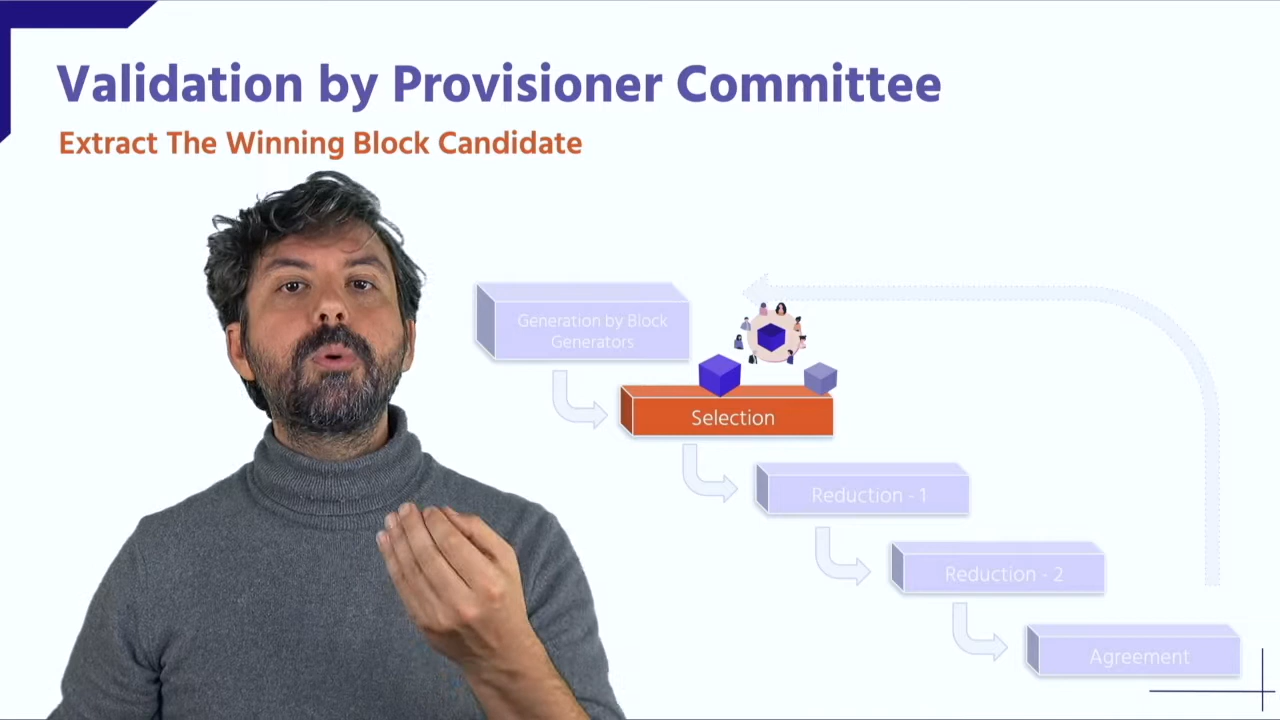 Validation by Provisioner Committee
Extract The Winning Block Candidate
Generation by Block
Generators
Selection
Reduction - 1
Reduction - 2
Agreement